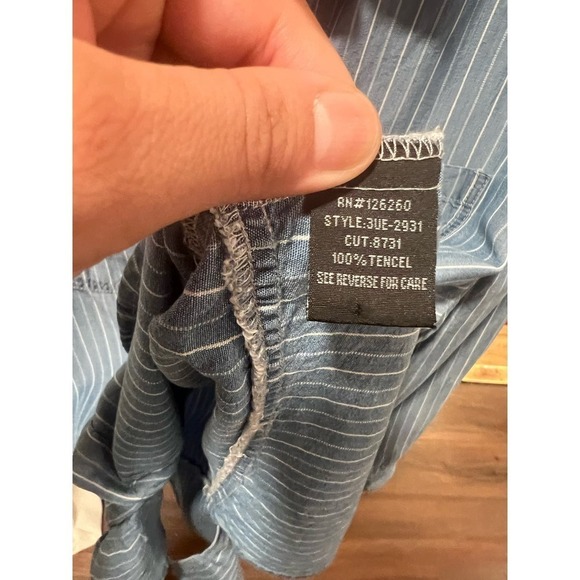 RN#126260
STYLE:3UE-2931
CUT:8731
100%TENCEL
SEE REVERSE FOR CARE